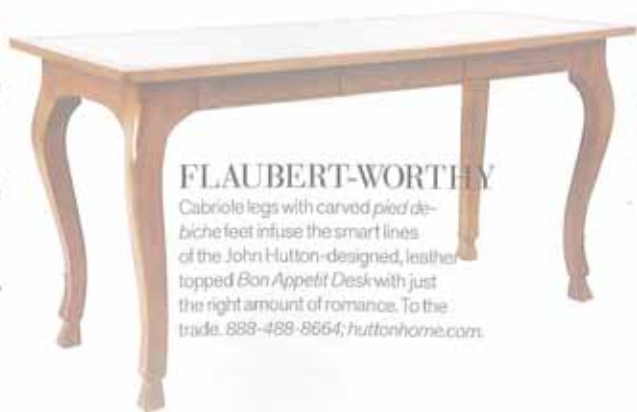 FLAUBERT-WORTHY
Cabriole legs with carved pied de-
biche feet infuse the smart lines
of the John Hutton-designed, leather
topped Bon Appetit Desk with just
the right amount of romance. To the
trade. 888-488-8664; huttonhome.com.